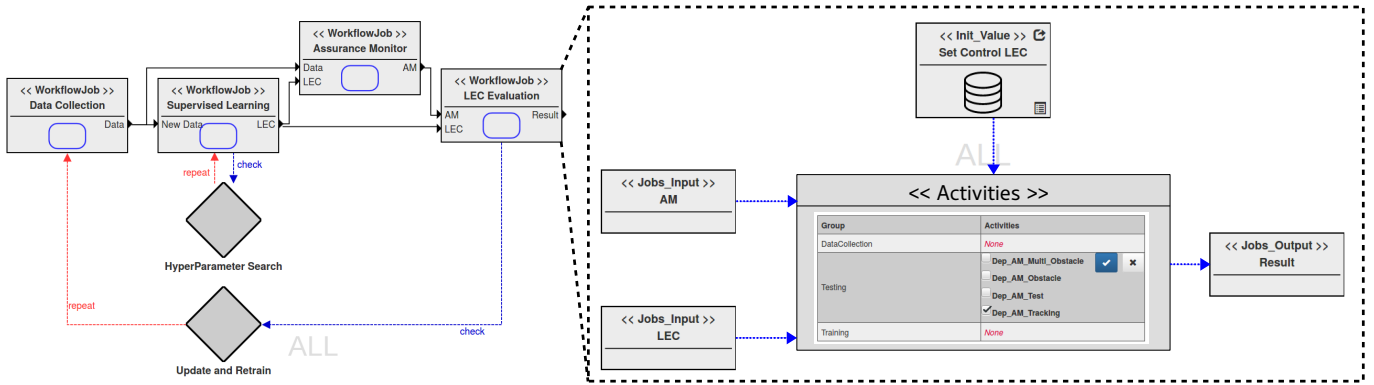 << WorkflowJob >>
Data Collection
Data
<< WorkflowJob >>
Supervised Learning
New Data
LEC
<< WorkflowJob >>
Assurance Monitor
Data
LEC
AM
<< WorkflowJob >>
LEC Evaluation
AM
LEC
Result
repeat
check
HyperParameter Search
repeat
check
Update and Retrain
ALL
<< Init_Value >>
Set Control LEC
ALL
<< Jobs_Input >>
AM
<< Jobs_Input >>
LEC
<< Activities >>
Group Activities
DataCollection None
Testing
Dep_AM_Multi_Obstacle
Dep_AM_Obstacle
Dep_AM_Test
Dep_AM_Tracking
Training None
<< Jobs_Output >>
Result